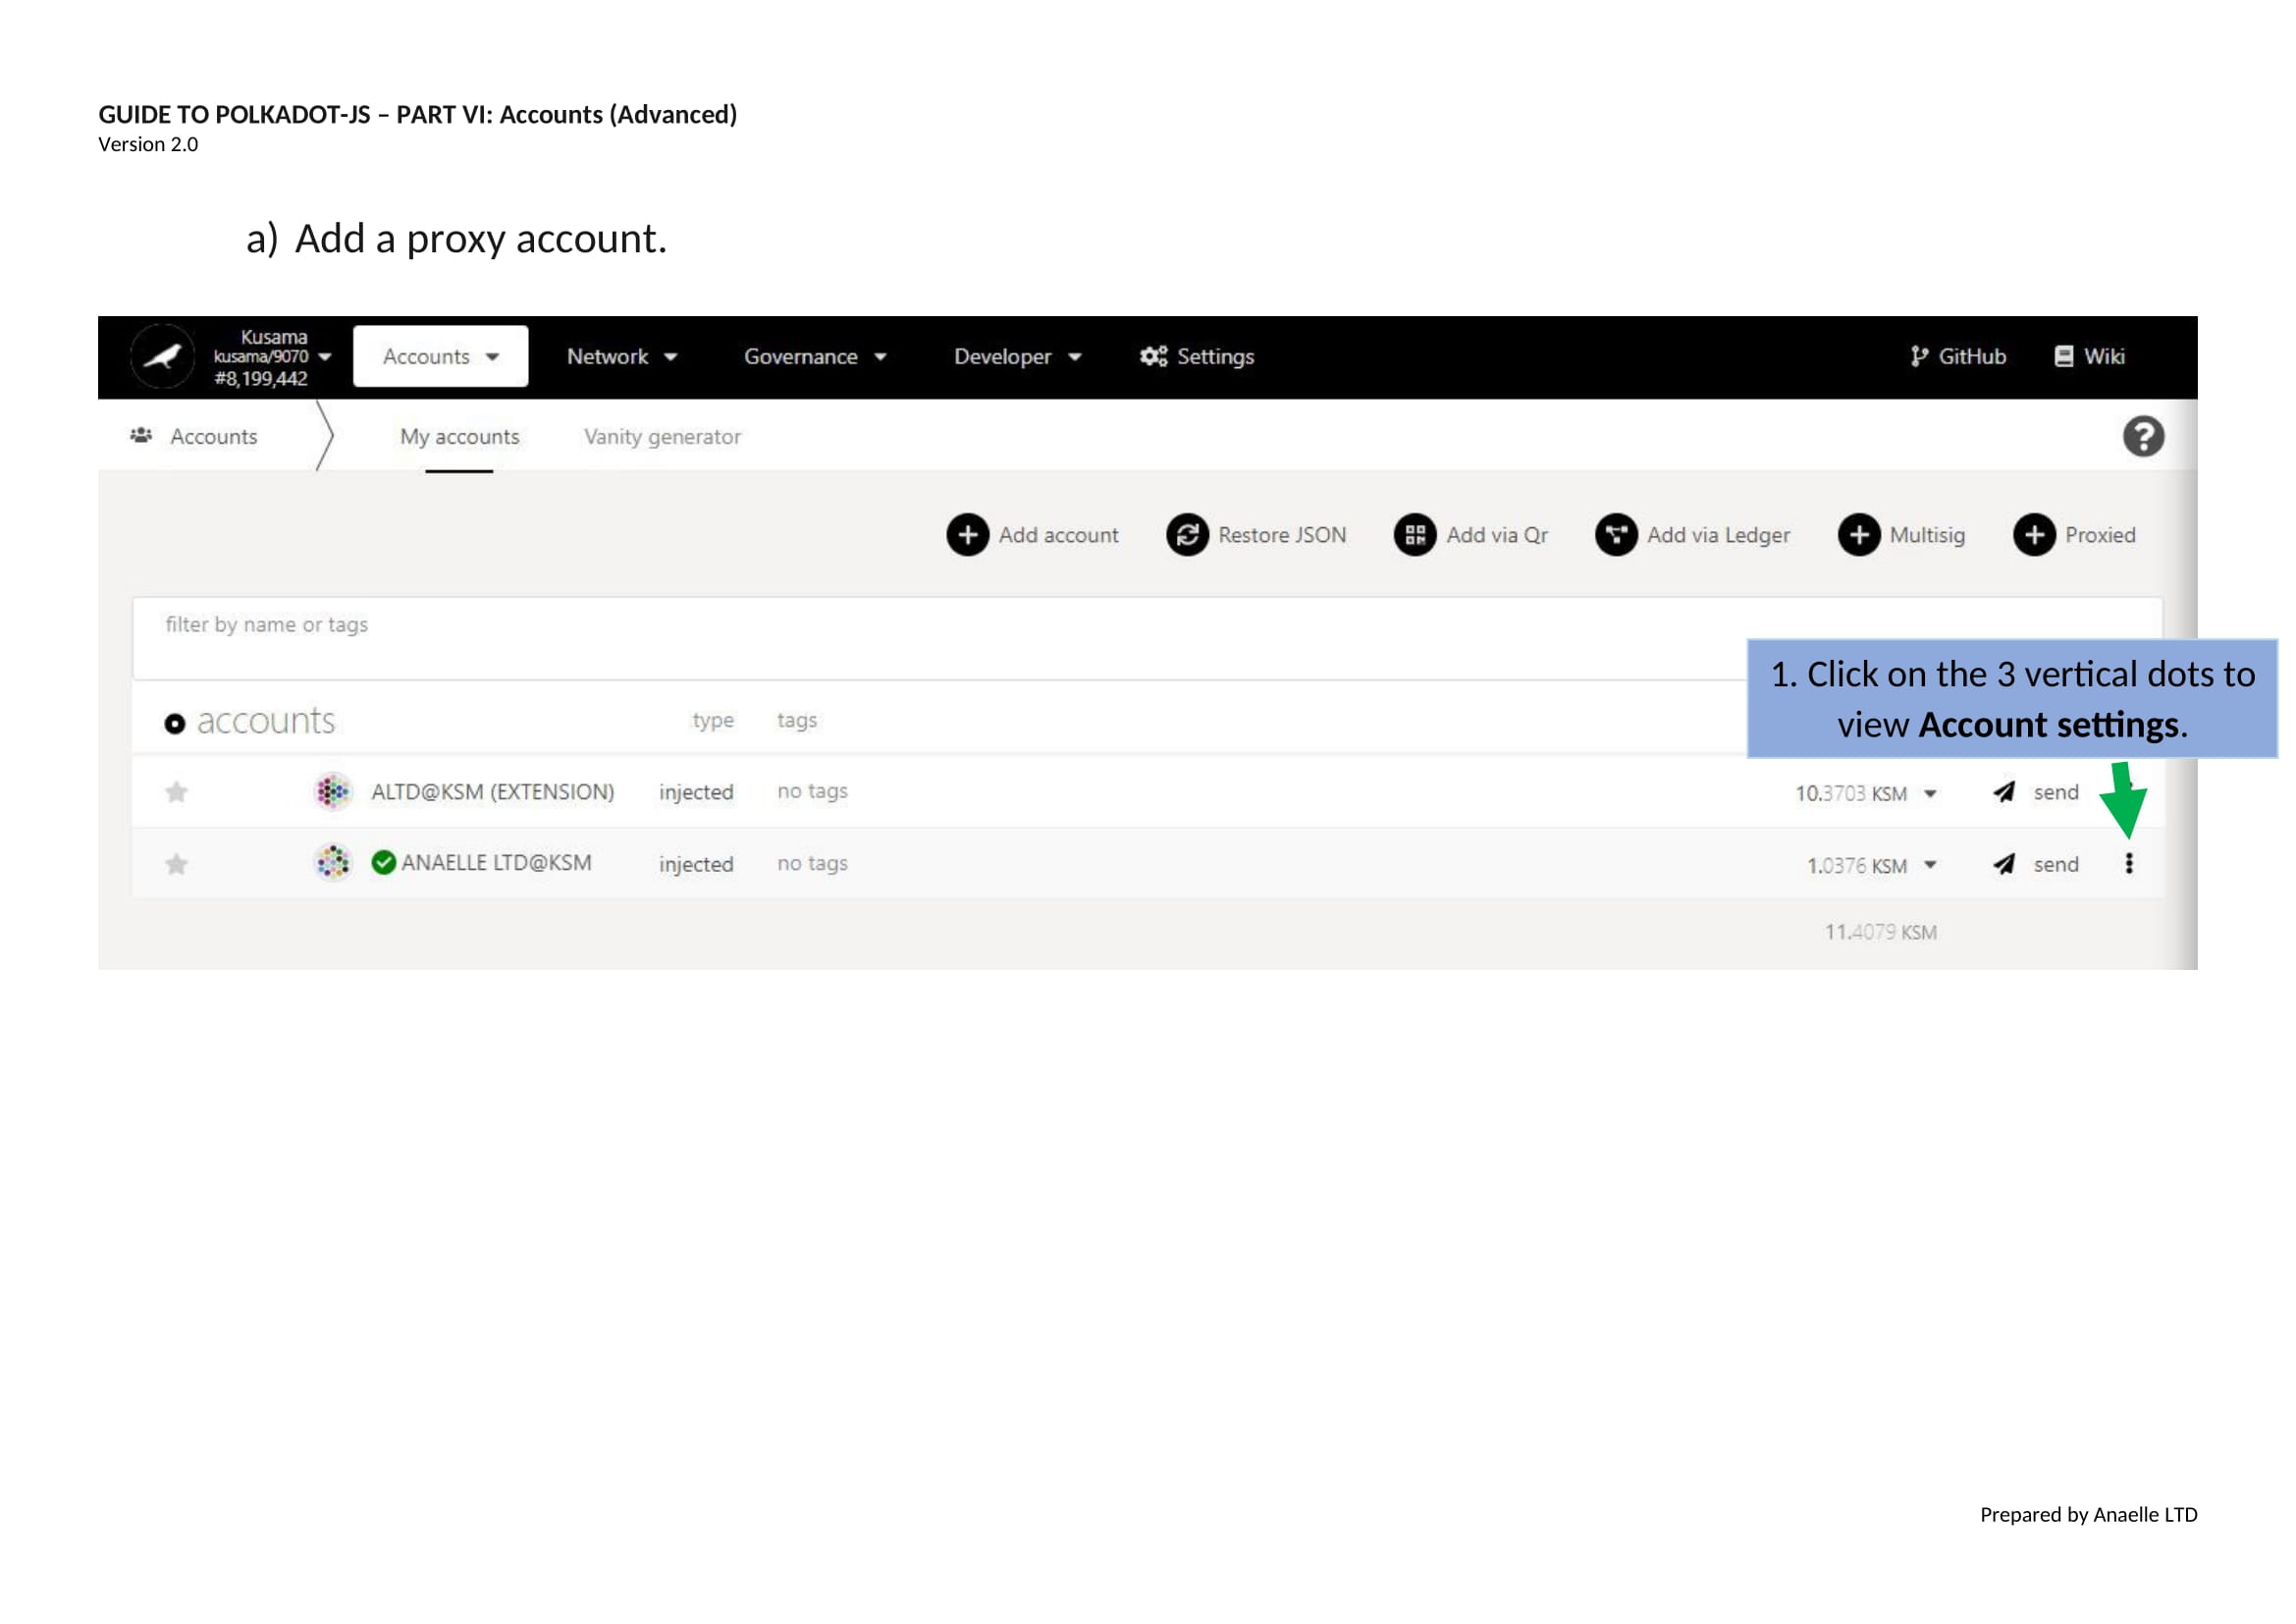 GUIDE TO POLKADOT-JS – PART VI: Accounts (Advanced)
Version 2.0
a) Add a proxy account.
Kusama
kusama/9070
#8,199,442
Accounts
Network
Governance
Developer
Settings
GitHub
Wiki
Accounts
My accounts
Vanity generator
?
Add account
Restore JSON
Add via Qr
Add via Ledger
Multisig
Proxied
filter by name or tags
1. Click on the 3 vertical dots to
view Account settings.
accounts type tags
ALTD@KSM (EXTENSION) injected no tags 10.3703 KSM send
ANAELLE LTD@KSM injected no tags 1.0376 KSM send
11.4079 KSM
Prepared by Anaelle LTD